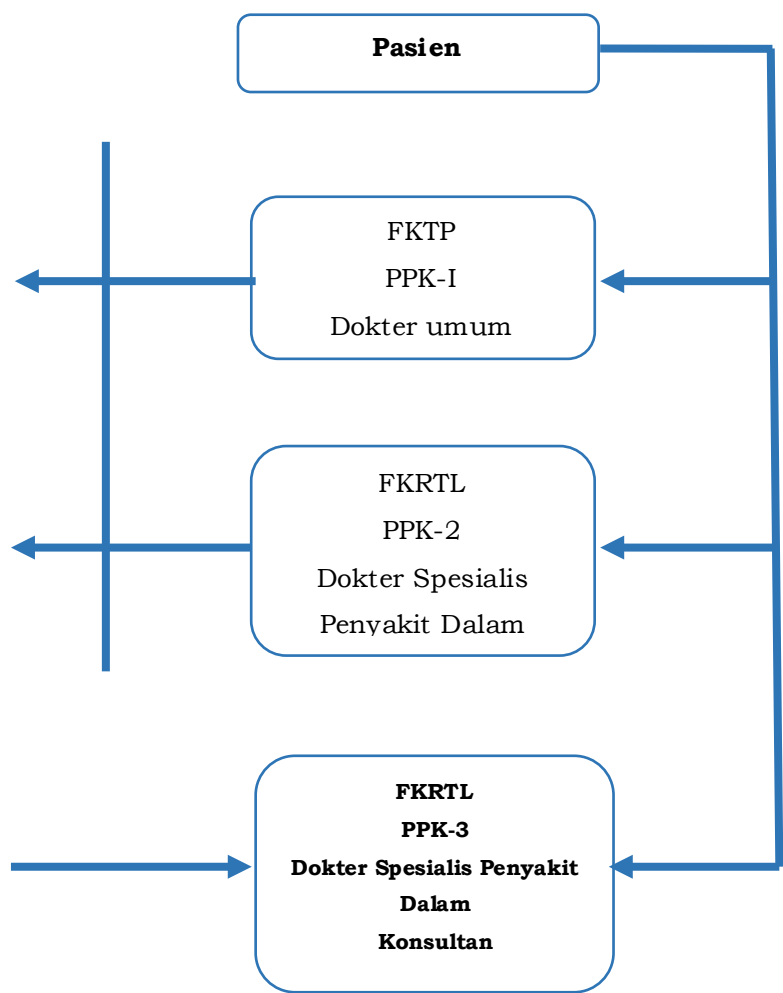 Pasien
FKTP
PPK-I
Dokter umum
FKRTL
PPK-2
Dokter Spesialis
Penyakit Dalam
FKRTL
PPK-3
Dokter Spesialis Penyakit
Dalam
Konsultan